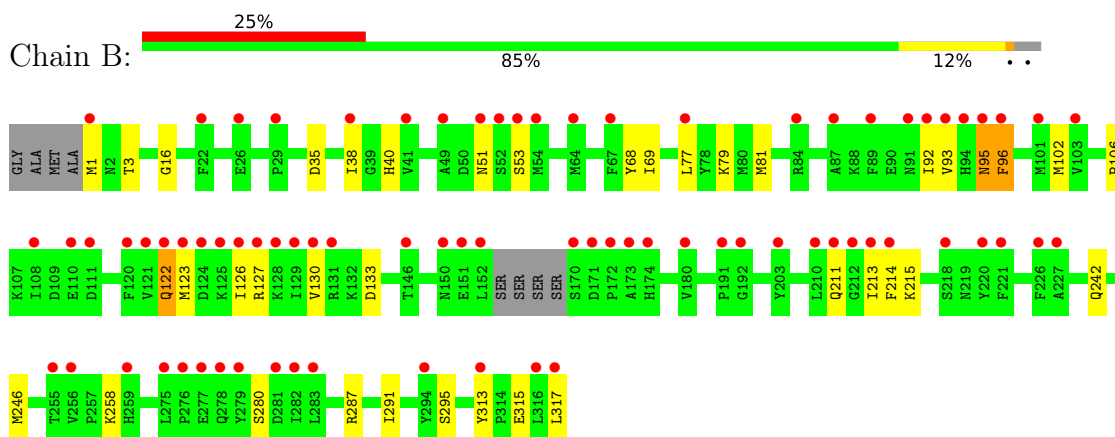 25%
Chain B:
85% 12% • •
GLY ALA MET ALA M1 N2 T3 G16 F22 E26 P29 D35 I38 G39 H40 V41 A49 D50 N51 S52 S53 M54 M64 F67 Y68 I69 L77 Y78 K79 M80 M81 R84 A87 K88 F89 E90 N91 I92 V93 H94 N95 F96 M101 M102 V103 R106
K107 I108 D109 E110 D111 F120 V121 Q122 M123 D124 K125 I126 R127 K128 I129 V130 R131 K132 D133 T146 N150 E151 L152 SER SER SER SER S170 D171 P172 A173 H174 V180 P191 G192 Y203 L210 Q211 G212 I213 F214 K215 S218 N219 Y220 F221 F226 A227 Q242
M246 T255 V256 P257 K258 H259 L275 P276 E277 Q278 Y279 S280 D281 I282 L283 R287 I291 Y294 S295 Y313 P314 E315 L316 L317